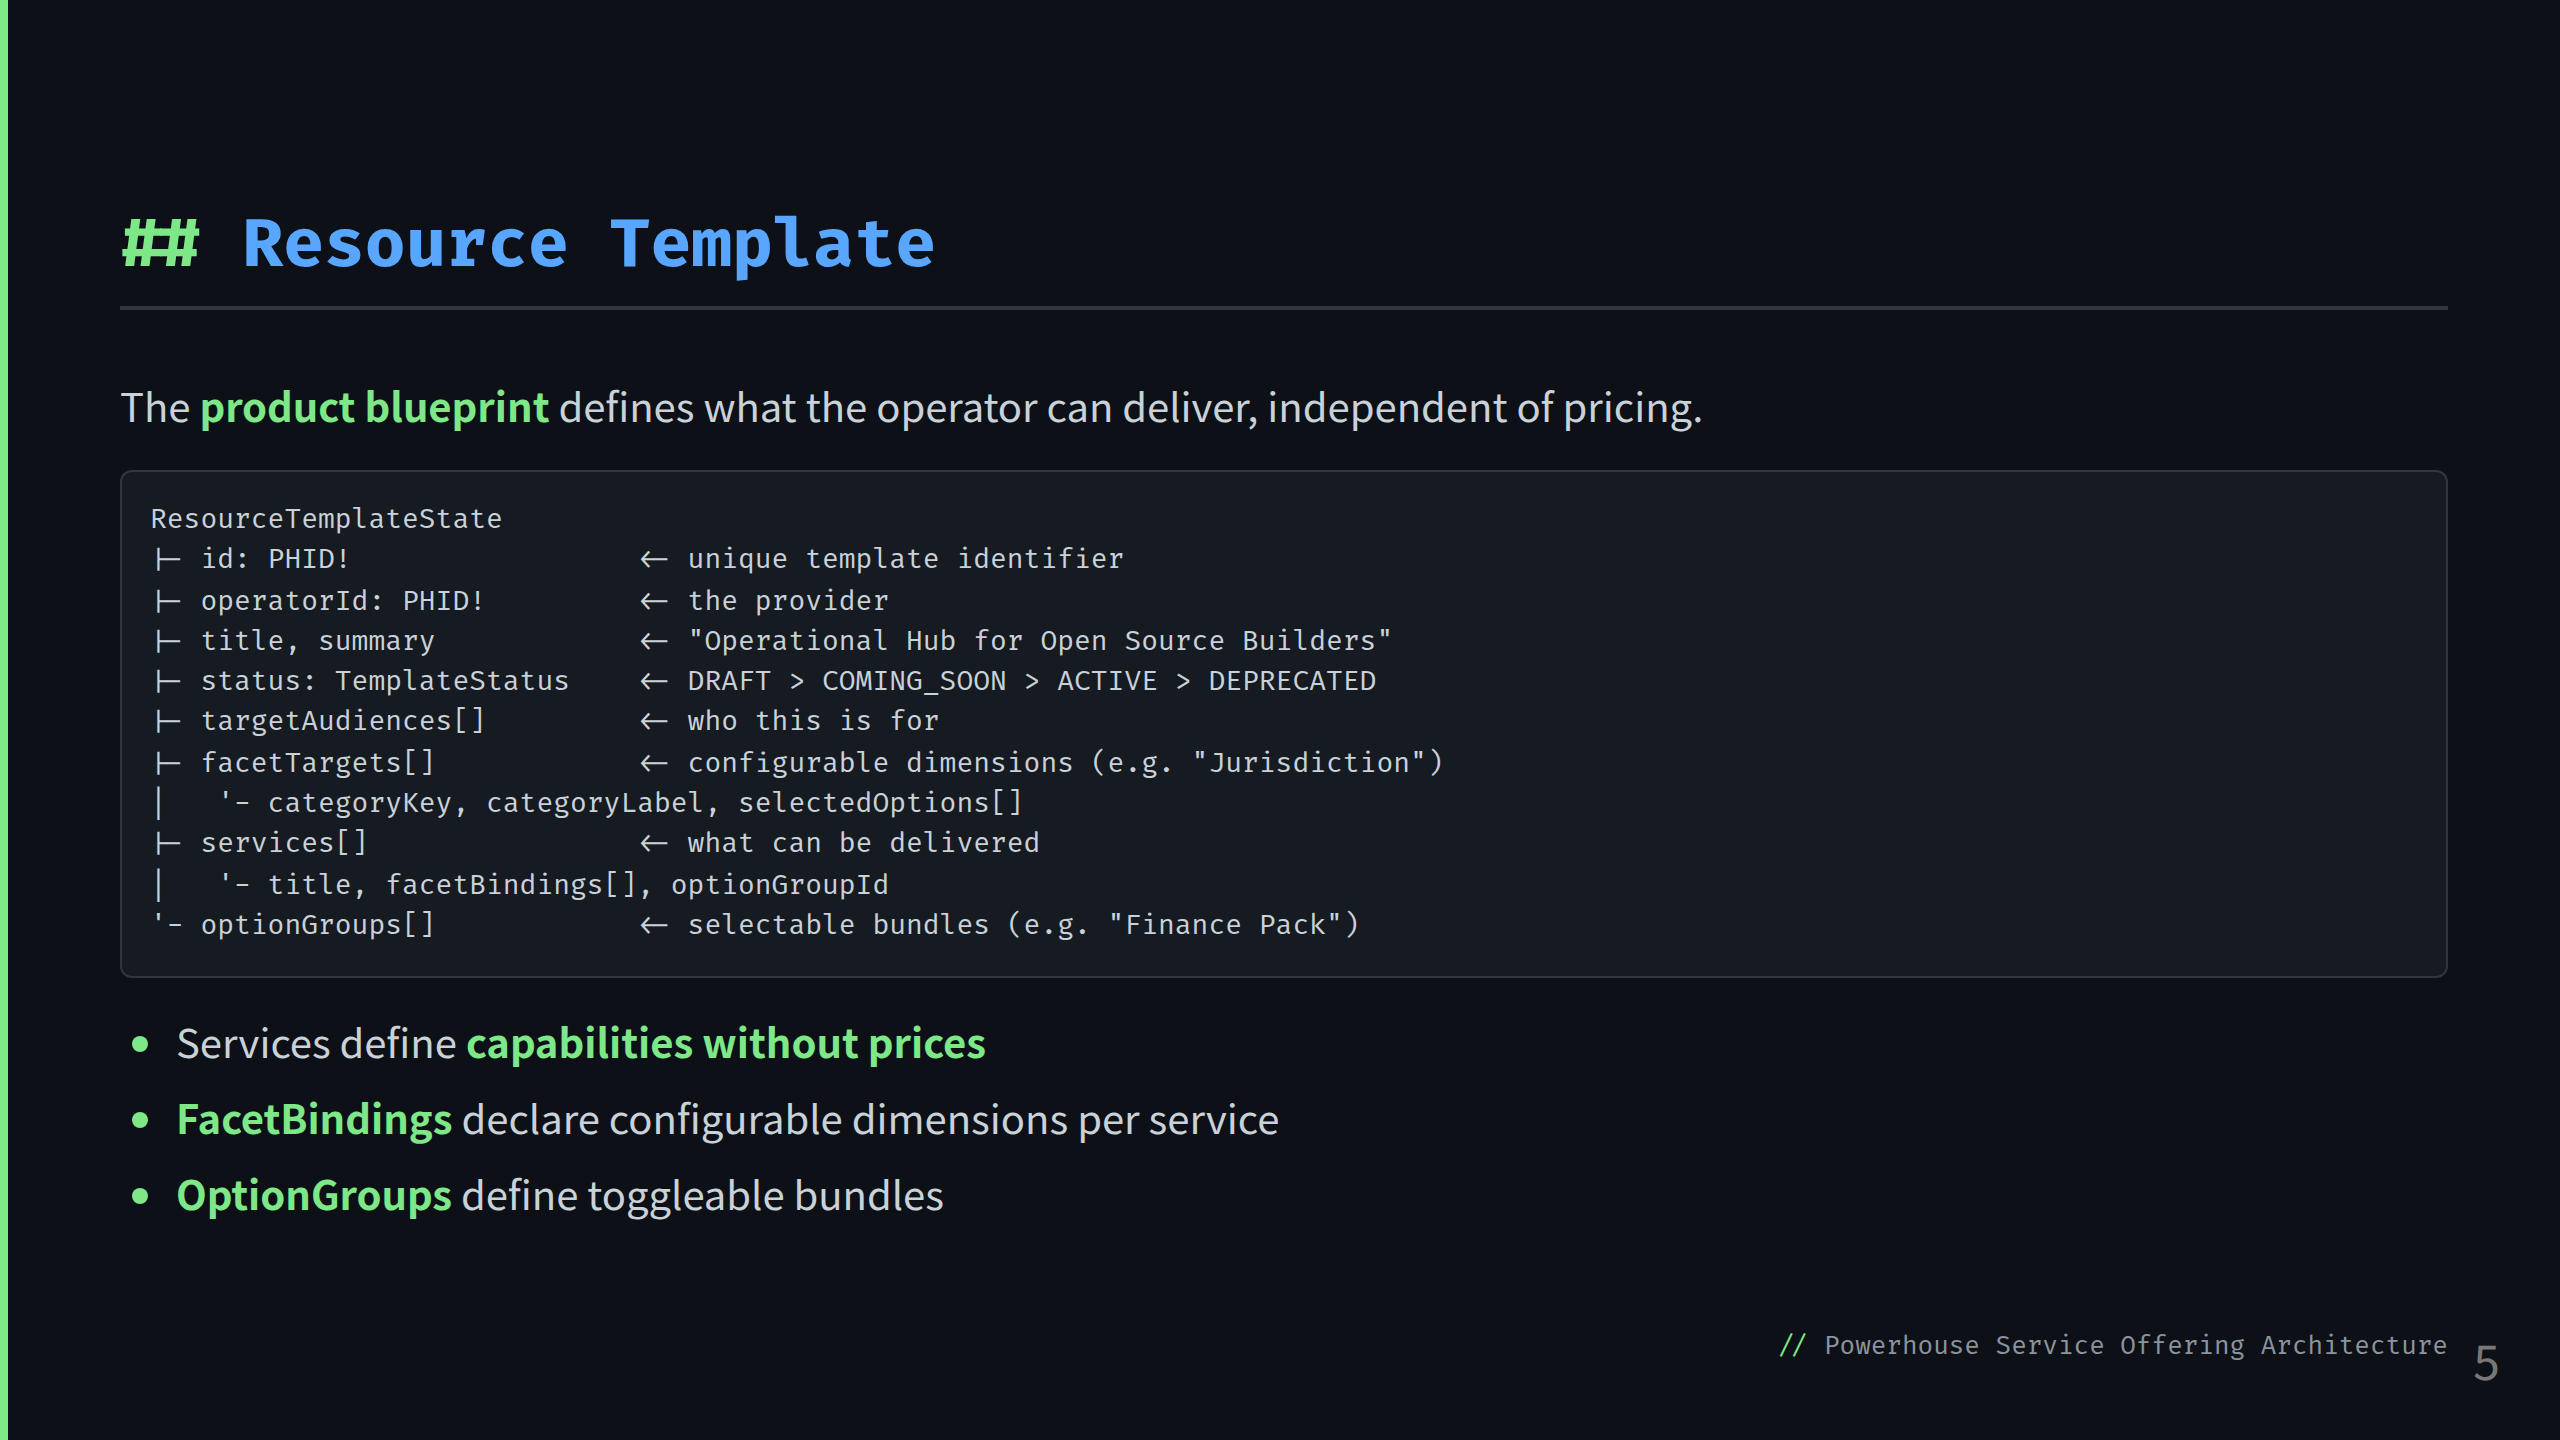 ## Resource Template
The product blueprint defines what the operator can deliver, independent of pricing.
ResourceTemplateState
|- id: PHID!                 <- unique template identifier
|- operatorId: PHID!         <- the provider
|- title, summary            <- "Operational Hub for Open Source Builders"
|- status: TemplateStatus    <- DRAFT > COMING_SOON > ACTIVE > DEPRECATED
|- targetAudiences[]         <- who this is for
|- facetTargets[]            <- configurable dimensions (e.g. "Jurisdiction")
|   '- categoryKey, categoryLabel, selectedOptions[]
|- services[]                <- what can be delivered
|   '- title, facetBindings[], optionGroupId
'- optionGroups[]            <- selectable bundles (e.g. "Finance Pack")
• Services define capabilities without prices
• FacetBindings declare configurable dimensions per service
• OptionGroups define toggleable bundles
// Powerhouse Service Offering Architecture
5